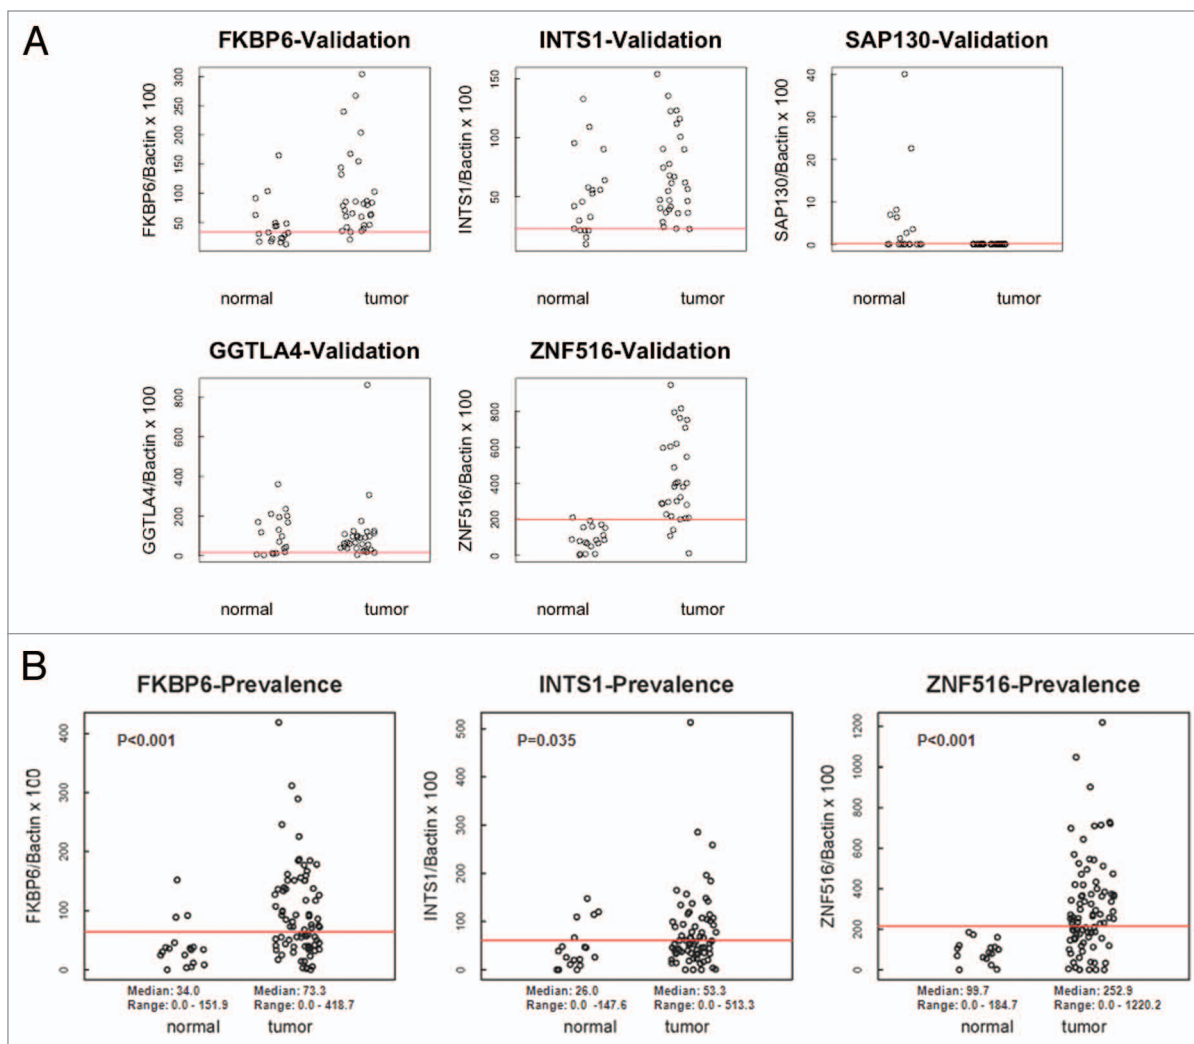 A
FKBP6-Validation
INTS1-Validation
SAP130-Validation
FKBP6/Bactin x 100
300
250
200
150
100
50
INTS1/Bactin x 100
150
100
50
SAP130/Bactin x 100
40
30
20
10
0
normal tumor
normal tumor
normal tumor
GGTLA4-Validation
ZNF516-Validation
GGTLA4/Bactin x 100
800
600
400
200
0
ZNF516/Bactin x 100
800
600
400
200
0
normal tumor
normal tumor
B
FKBP6-Prevalence
INTS1-Prevalence
ZNF516-Prevalence
FKBP6/Bactin x 100
400
300
200
100
0
P<0.001
INTS1/Bactin x 100
500
400
300
200
100
0
P=0.035
ZNF516/Bactin x 100
1200
1000
800
600
400
200
0
P<0.001
Median: 34.0 Median: 73.3
Range: 0.0 - 151.9 Range: 0.0 - 418.7
normal tumor
Median: 26.0 Median: 53.3
Range: 0.0 -147.6 Range: 0.0 - 513.3
normal tumor
Median: 99.7 Median: 252.9
Range: 0.0 - 184.7 Range: 0.0 - 1220.2
normal tumor